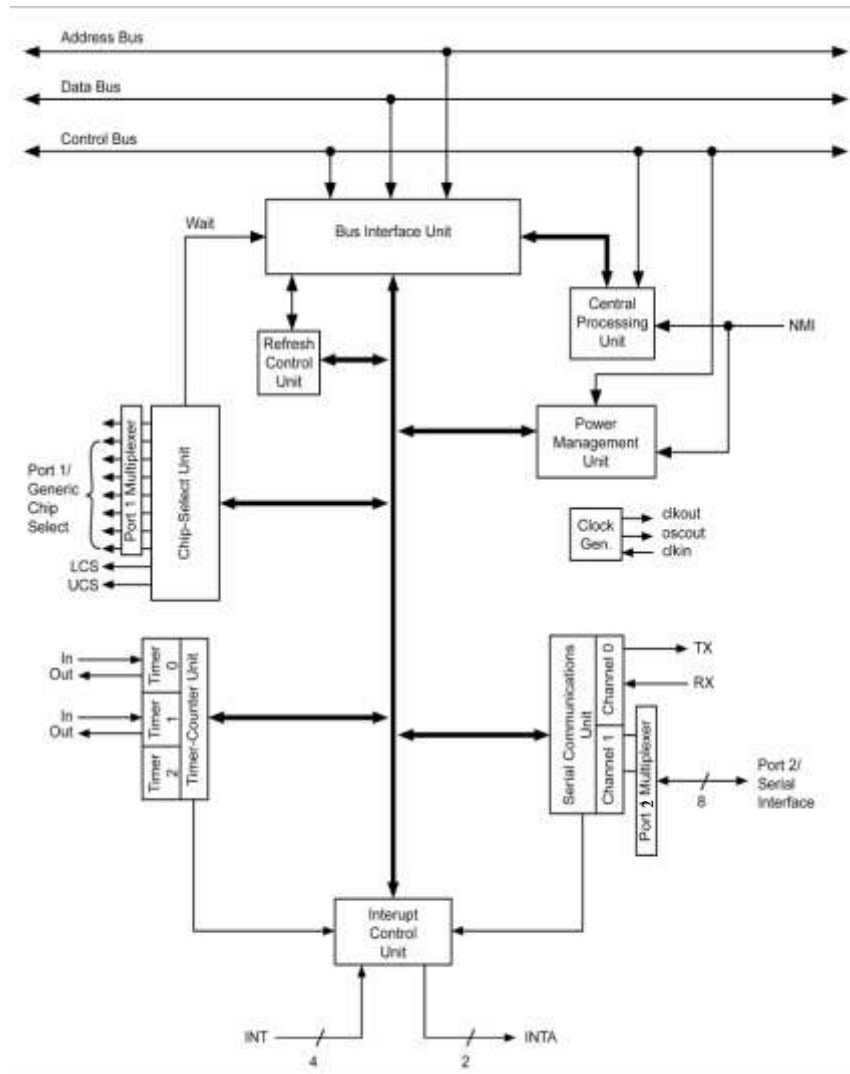 Address Bus
Data Bus
Control Bus
Wait
Bus Interface Unit
Central
Processing
Unit
NMI
Refresh
Control
Unit
Power
Management
Unit
Port 1/
Generic
Chip
Select
Port 1 Multiplexer
Chip-Select Unit
LCS
UCS
Clock
Gen.
clkout
oscout
clkin
In
Out
In
Out
Timer
0
Timer
1
Timer
2
Timer-Counter Unit
Serial Communications
Unit
Channel 0
Channel 1
TX
RX
Port 2 Multiplexer
8
Port 2/
Serial
Interface
Interupt
Control
Unit
INT
4
2
INTA